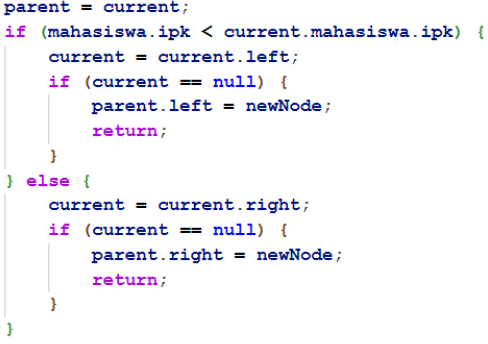 parent = current;
if (mahasiswa.ipk < current.mahasiswa.ipk) {
    current = current.left;
    if (current == null) {
        parent.left = newNode;
        return;
    }
} else {
    current = current.right;
    if (current == null) {
        parent.right = newNode;
        return;
    }
}